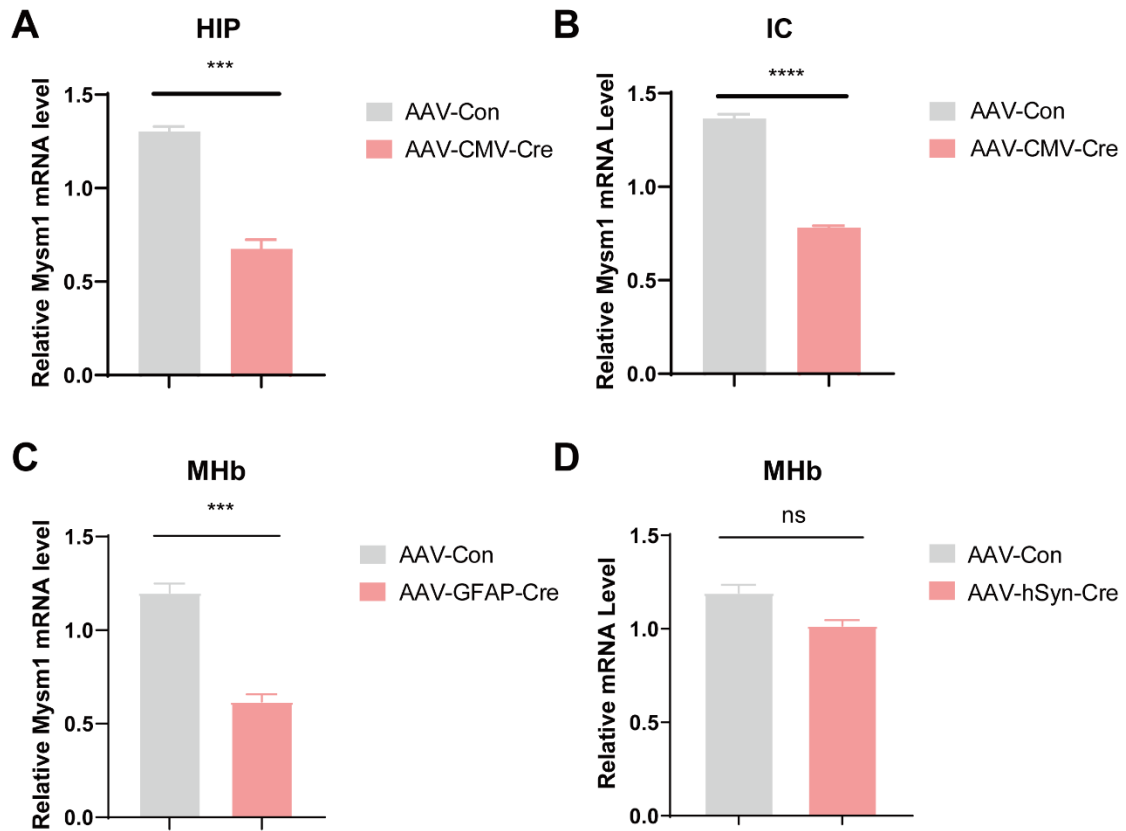 A
HIP
***
Relative Mysm1 mRNA level
1.5
1.0
0.5
0.0
AAV-Con
AAV-CMV-Cre
B
IC
****
Relative Mysm1 mRNA Level
1.5
1.0
0.5
0.0
AAV-Con
AAV-CMV-Cre
C
MHb
***
Relative Mysm1 mRNA level
1.5
1.0
0.5
0.0
AAV-Con
AAV-GFAP-Cre
D
MHb
ns
Relative mRNA Level
1.5
1.0
0.5
0.0
AAV-Con
AAV-hSyn-Cre